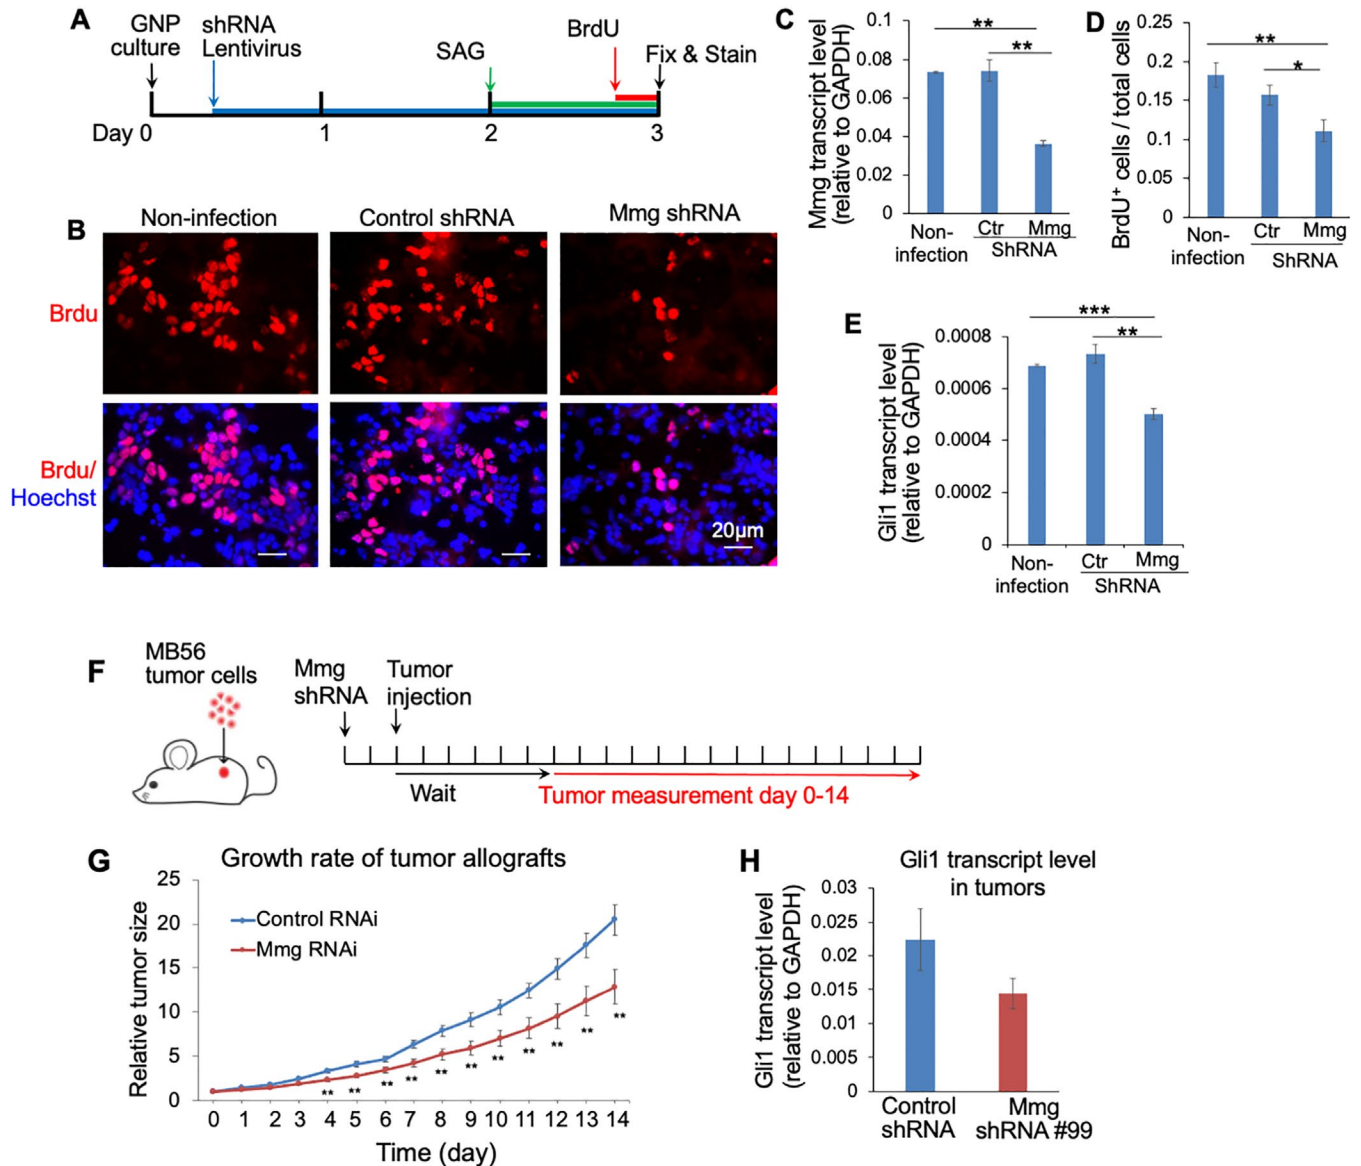 A
GNP
culture
shRNA
Lentivirus
SAG
BrdU
Fix & Stain
Day 0
1
2
3
B
Non-infection
Control shRNA
Mmg shRNA
Brdu
Brdu/
Hoechst
20µm
C
Mmg transcript level
(relative to GAPDH)
0.1
0.08
0.06
0.04
0.02
0
**
**
Non-
infection
Ctr
Mmg
ShRNA
D
BrdU⁺ cells / total cells
0.25
0.2
0.15
0.1
0.05
0
**
*
Non-
infection
Ctr
Mmg
ShRNA
E
Gli1 transcript level
(relative to GAPDH)
0.0008
0.0006
0.0004
0.0002
0
***
**
Non-
infection
Ctr
Mmg
ShRNA
F
MB56
tumor cells
Mmg
shRNA
Tumor
injection
Wait
Tumor measurement day 0-14
G
Growth rate of tumor allografts
Relative tumor size
25
20
15
10
5
0
Control RNAi
Mmg RNAi
** ** ** ** ** ** ** ** ** ** **
0 1 2 3 4 5 6 7 8 9 10 11 12 13 14
Time (day)
H
Gli1 transcript level
in tumors
Gli1 transcript level
(relative to GAPDH)
0.03
0.025
0.02
0.015
0.01
0.005
0
Control
shRNA
Mmg
shRNA #99